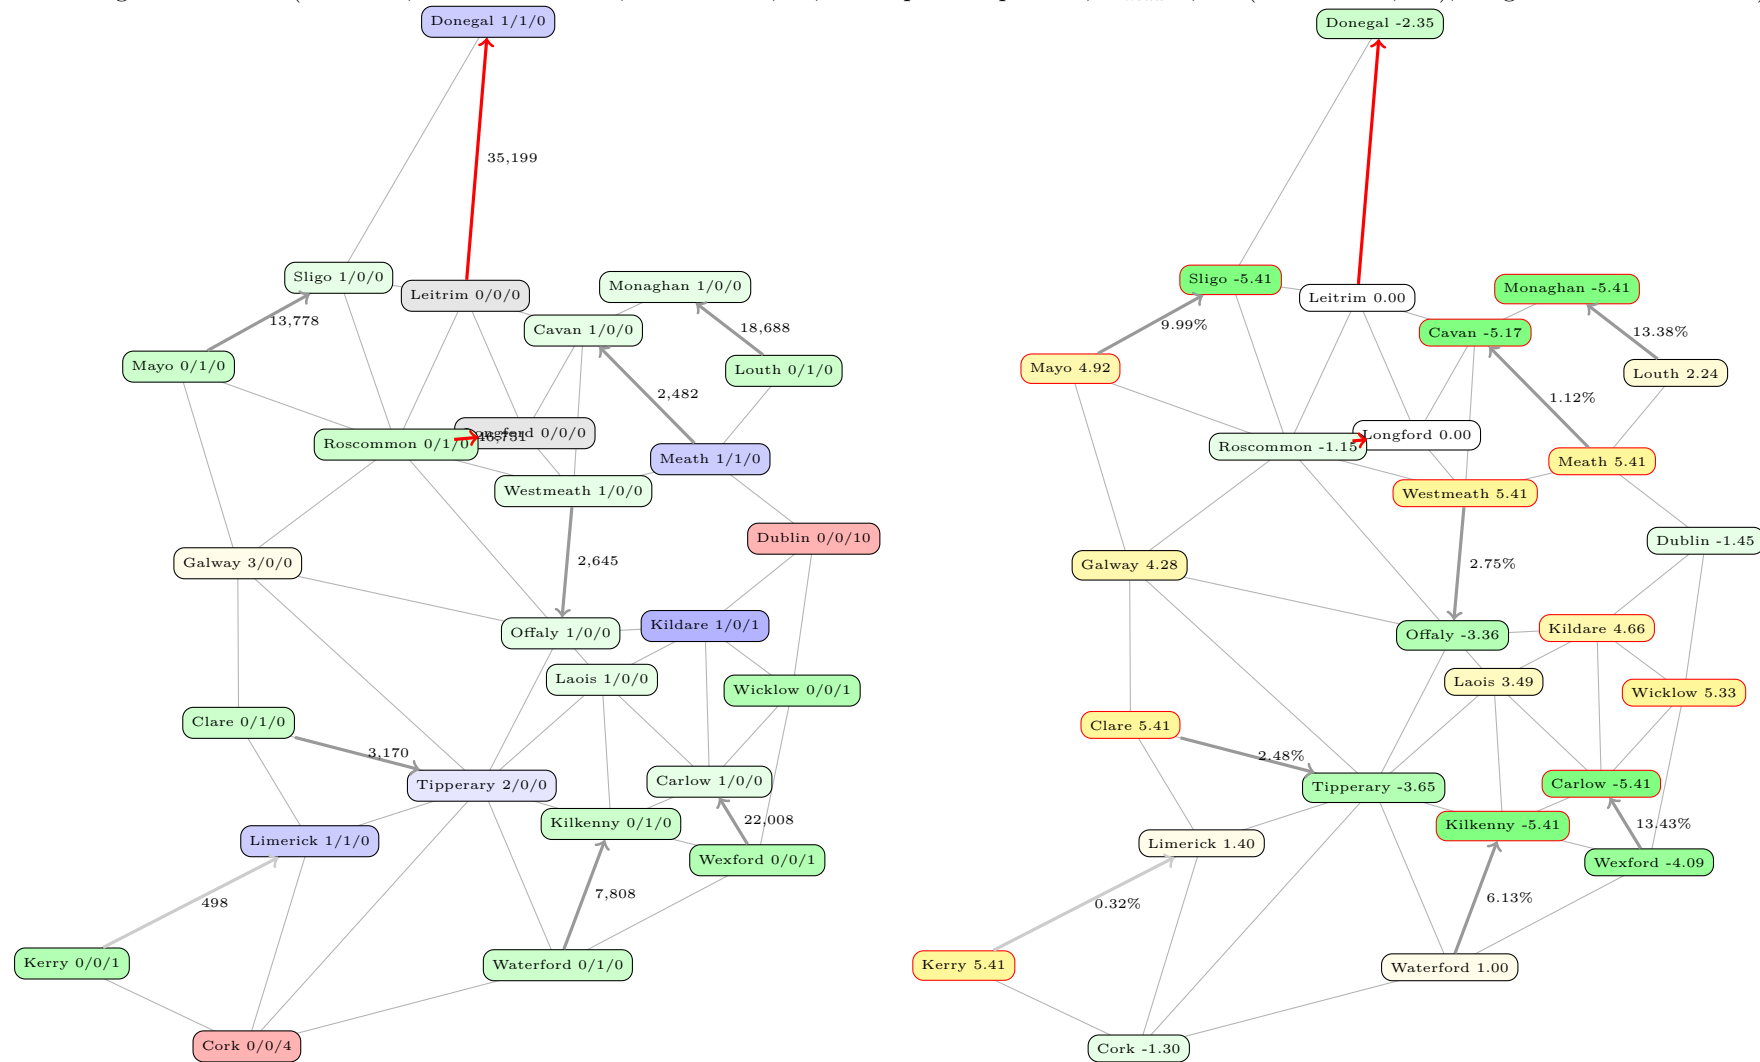 Donegal 1/1/0
35,199
Sligo 1/0/0
Leitrim 0/0/0
Monaghan 1/0/0
13,778
Cavan 1/0/0
18,688
Mayo 0/1/0
Louth 0/1/0
2,482
Roscommon 0/1/0
0/0/0
Meath 1/1/0
Westmeath 1/0/0
Dublin 0/0/10
Galway 3/0/0
2,645
Offaly 1/0/0
Kildare 1/0/1
Laois 1/0/0
Wicklow 0/0/1
Clare 0/1/0
3,170
Tipperary 2/0/0
Carlow 1/0/0
Kilkenny 0/1/0
22,008
Limerick 1/1/0
Wexford 0/0/1
498
7,808
Kerry 0/0/1
Waterford 0/1/0
Cork 0/0/4
Donegal -2.35
Sligo -5.41
Leitrim 0.00
Monaghan -5.41
9.99%
Cavan -5.17
13.38%
Mayo 4.92
Louth 2.24
1.12%
Roscommon -1.15
Longford 0.00
Meath 5.41
Westmeath 5.41
Dublin -1.45
Galway 4.28
2.75%
Offaly -3.36
Kildare 4.66
Laois 3.49
Wicklow 5.33
Clare 5.41
2.48%
Tipperary -3.65
Carlow -5.41
Kilkenny -5.41
13.43%
Limerick 1.40
Wexford -4.09
0.32%
6.13%
Kerry 5.41
Waterford 1.00
Cork -1.30